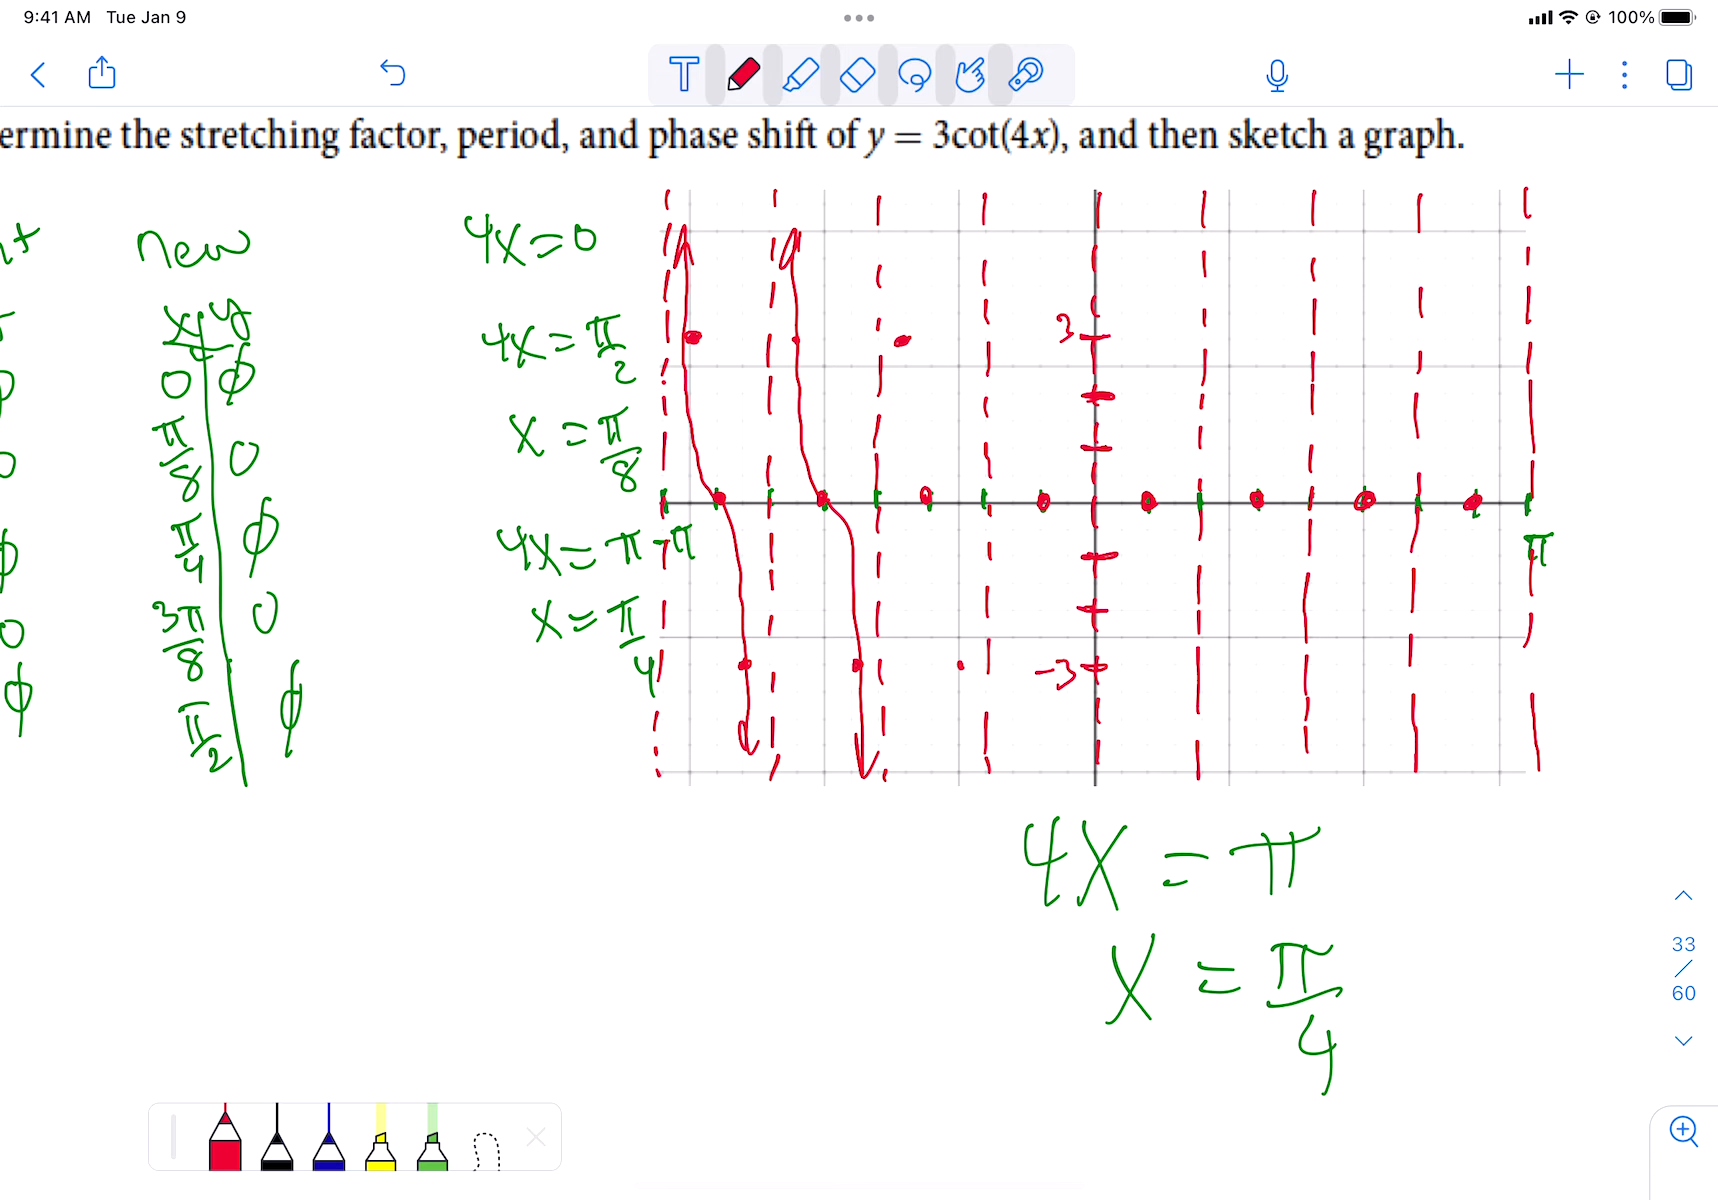 9:41 AM Tue Jan 9
100%
ermine the stretching factor, period, and phase shift of y = 3cot(4x), and then sketch a graph.
new
x y
0 ϕ
π/8 0
π/4 ϕ
3π/8 0
π/2 ϕ
0
ϕ
4x=0
4x=π/2
x=π/8
4x=π
x=π/4
3
-3
-π
π
4x=π
x=π/4
33
/
60